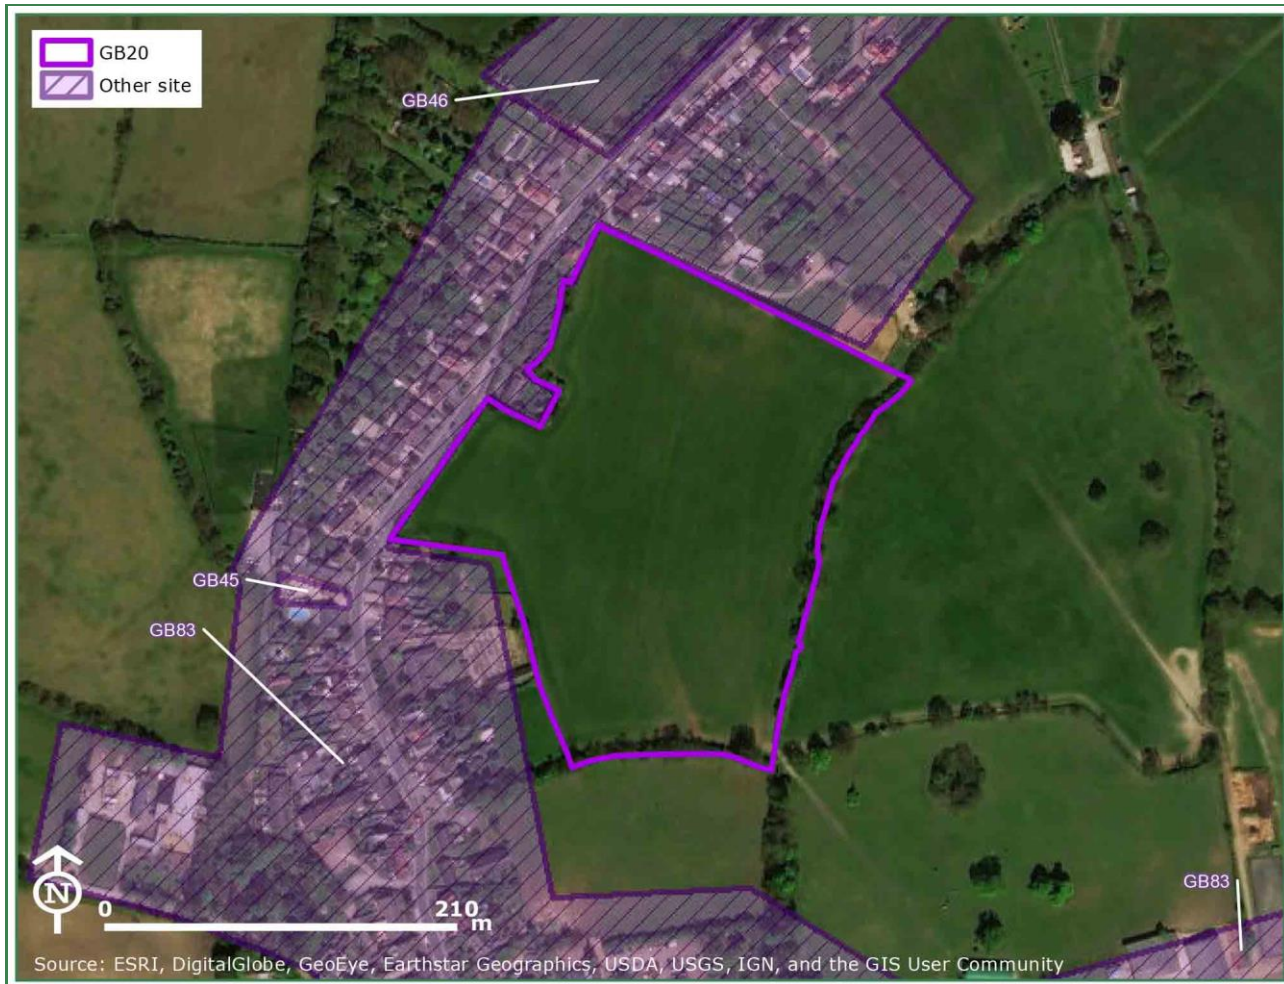 GB20
Other site
GB46
GB45
GB83
GB83
N
0 210 m
Source: ESRI, DigitalGlobe, GeoEye, Earthstar Geographics, USDA, USGS, IGN, and the GIS User Community